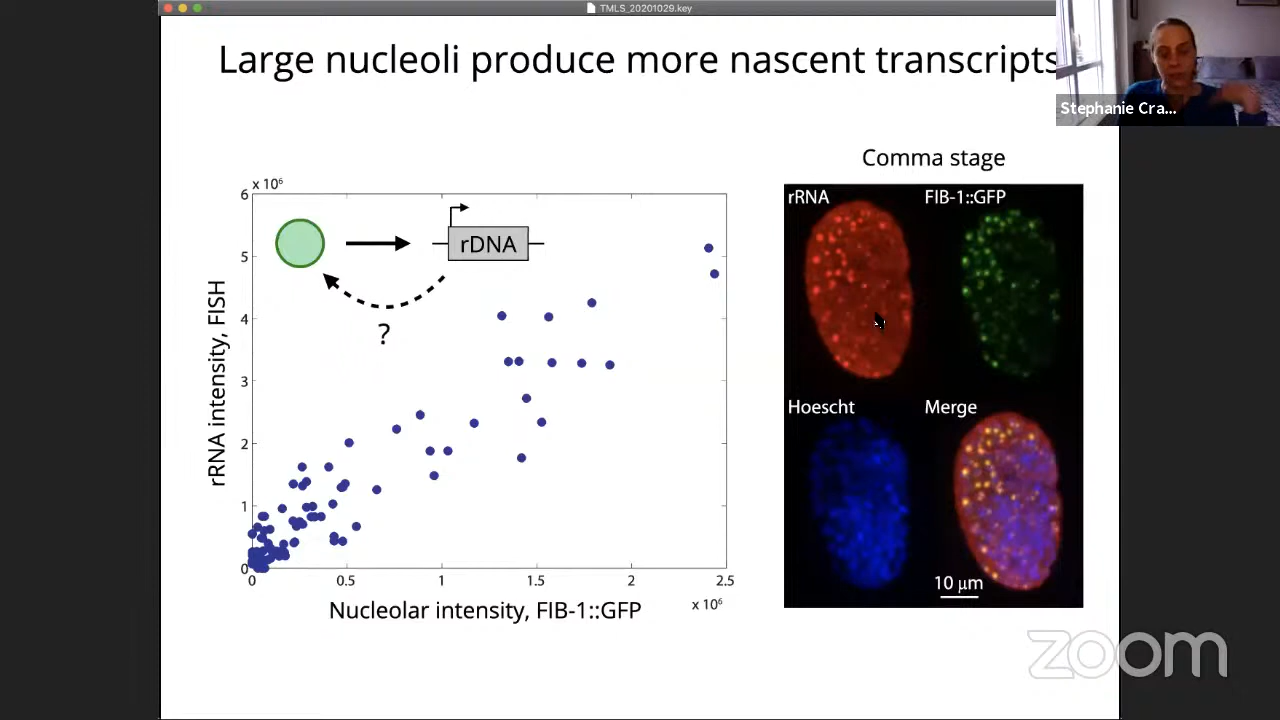 TMLS_20201029.key
Large nucleoli produce more nascent transcripts
Stephanie Cra...
Comma stage
x 10⁶
6
5
4
3
2
1
0
rRNA intensity, FISH
rDNA
?
0
0.5
1
1.5
2
2.5
x 10⁶
Nucleolar intensity, FIB-1::GFP
rRNA
FIB-1::GFP
Hoescht
Merge
10 μm
zoom